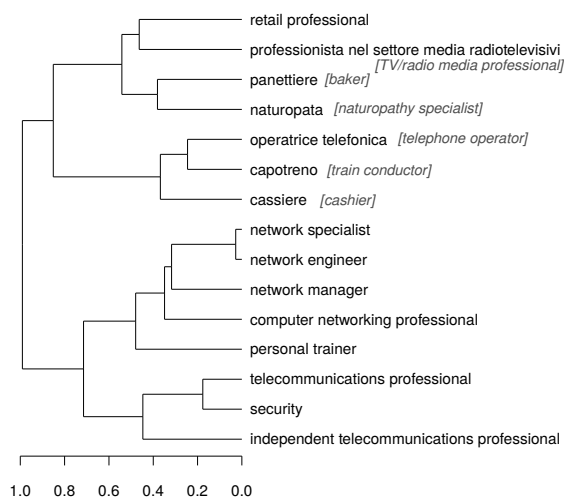 retail professional
professionista nel settore media radiotelevisivi
[TV/radio media professional]
panettiere [baker]
naturopata [naturopathy specialist]
operatrice telefonica [telephone operator]
capotreno [train conductor]
cassiere [cashier]
network specialist
network engineer
network manager
computer networking professional
personal trainer
telecommunications professional
security
independent telecommunications professional
1.0 0.8 0.6 0.4 0.2 0.0